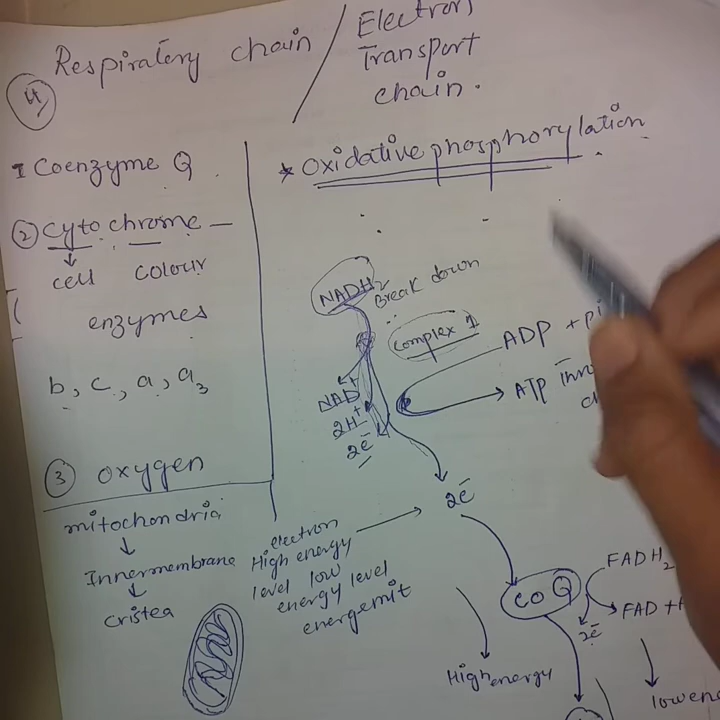 4
Respiratory chain / Electron
Transport
chain.
1 Coenzyme Q
② Cytochrome –
cell colour
enzymes
b, c, a, a3
③ oxygen
mitochondria
Innermembrane
cristea
* Oxidative phosphorylation
NADH2
Break down
Complex 1
ADP + pi
ATP
NAD+
2H+
2e-
2e-
electron
High energy
level low
energy level
energemit
CO Q
FADH2
FAD +
2e-
High energy
low en